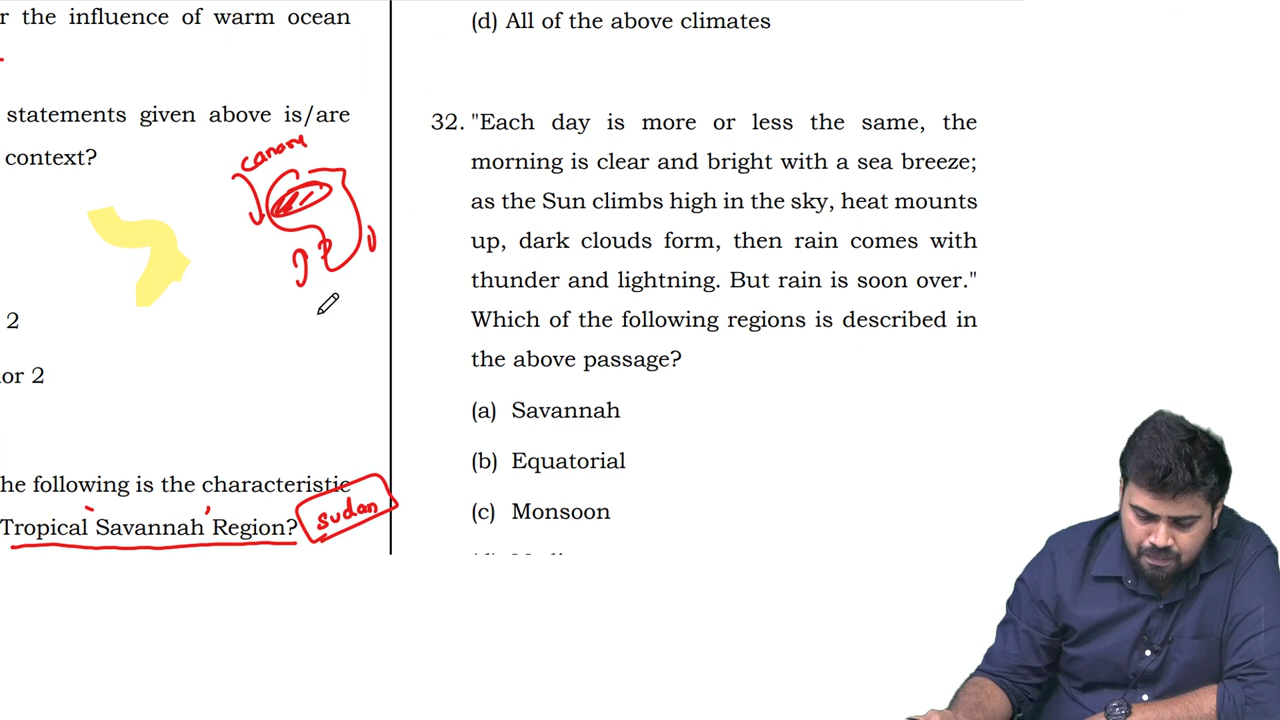 r the influence of warm ocean
statements given above is/are
context?
canary
2
or 2
he following is the characteristic
Tropical Savannah Region?
sudan
(d) All of the above climates
32. "Each day is more or less the same, the
morning is clear and bright with a sea breeze;
as the Sun climbs high in the sky, heat mounts
up, dark clouds form, then rain comes with
thunder and lightning. But rain is soon over."
Which of the following regions is described in
the above passage?
(a) Savannah
(b) Equatorial
(c) Monsoon